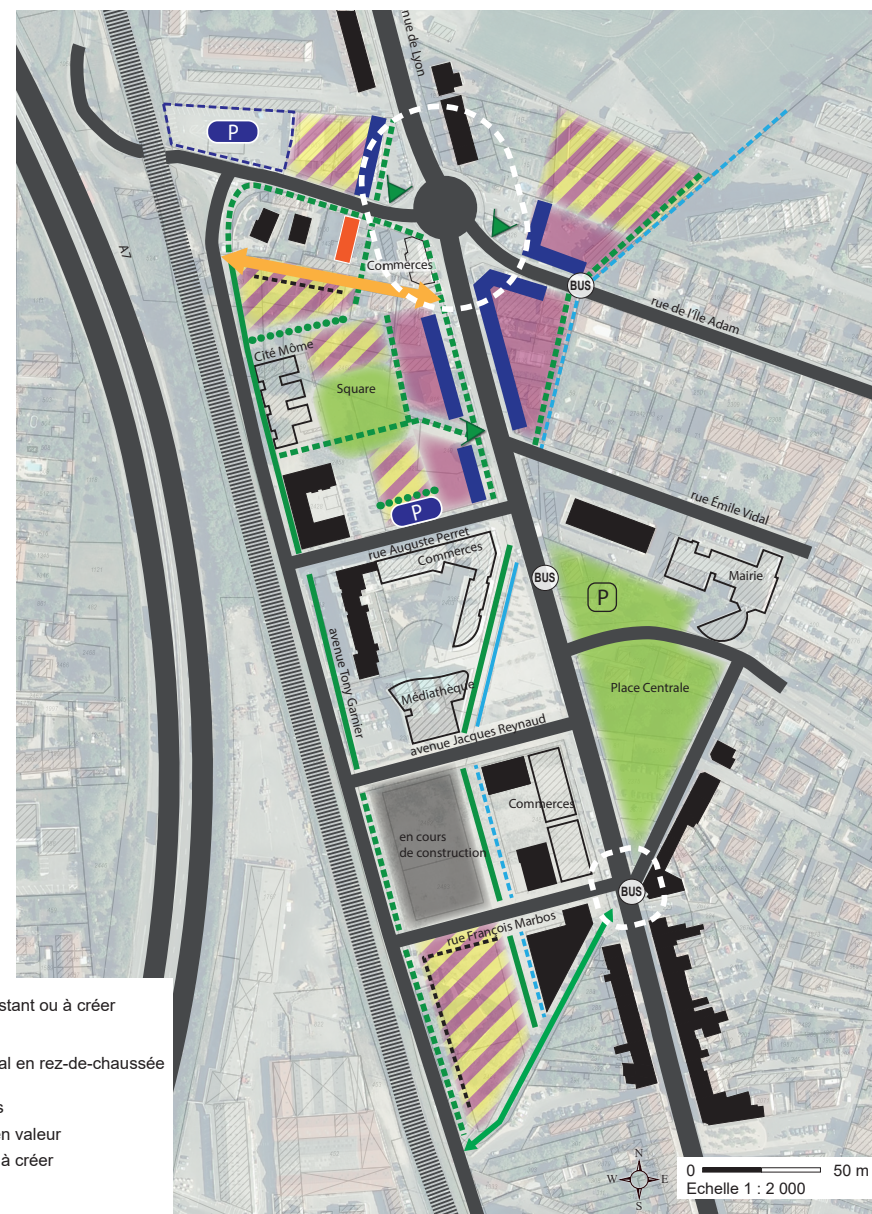 nue de Lyon
P
A7
Commerces
BUS
rue de l'île Adam
Cité Môme
Square
rue Émile Vidal
P
rue Auguste Perret
Commerces
BUS
Mairie
P
avenue Tony Garnier
Place Centrale
Médiathèque
avenue Jacques Reynaud
Commerces
en cours
de construction
BUS
rue François Marbos
stant ou à créer
al en rez-de-chaussée
s
en valeur
à créer
N
W E
S
0 50 m
Echelle 1 : 2 000